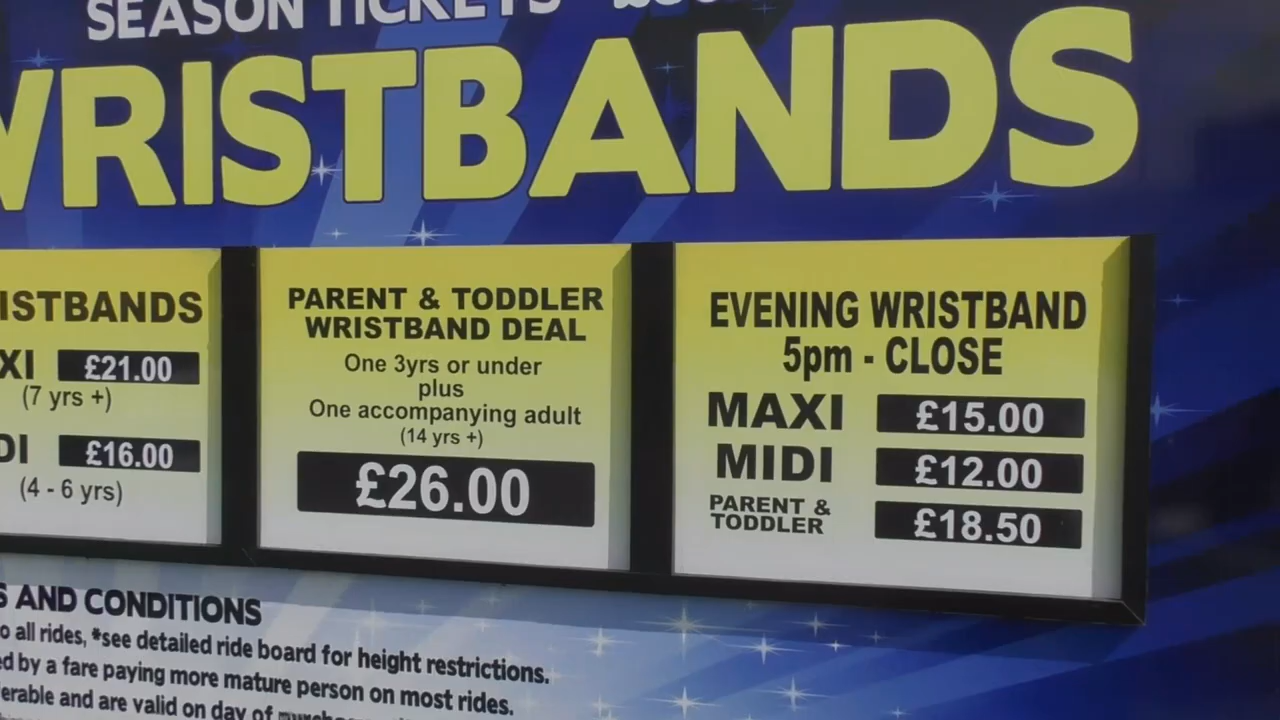 SEASON TICKETS
WRISTBANDS
ISTBANDS
XI £21.00
(7 yrs +)
DI £16.00
(4 - 6 yrs)
PARENT & TODDLER
WRISTBAND DEAL
One 3yrs or under
plus
One accompanying adult
(14 yrs +)
£26.00
EVENING WRISTBAND
5pm - CLOSE
MAXI £15.00
MIDI £12.00
PARENT &
TODDLER £18.50
S AND CONDITIONS
o all rides, *see detailed ride board for height restrictions.
ed by a fare paying more mature person on most rides.
erable and are valid on day of